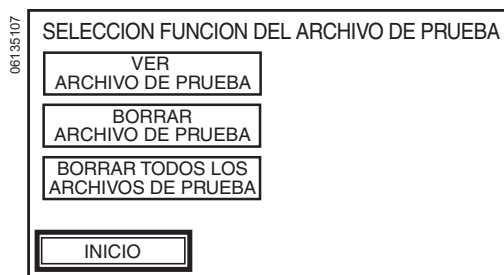 06135107
SELECCION FUNCION DEL ARCHIVO DE PRUEBA
VER
ARCHIVO DE PRUEBA
BORRAR
ARCHIVO DE PRUEBA
BORRAR TODOS LOS
ARCHIVOS DE PRUEBA
INICIO